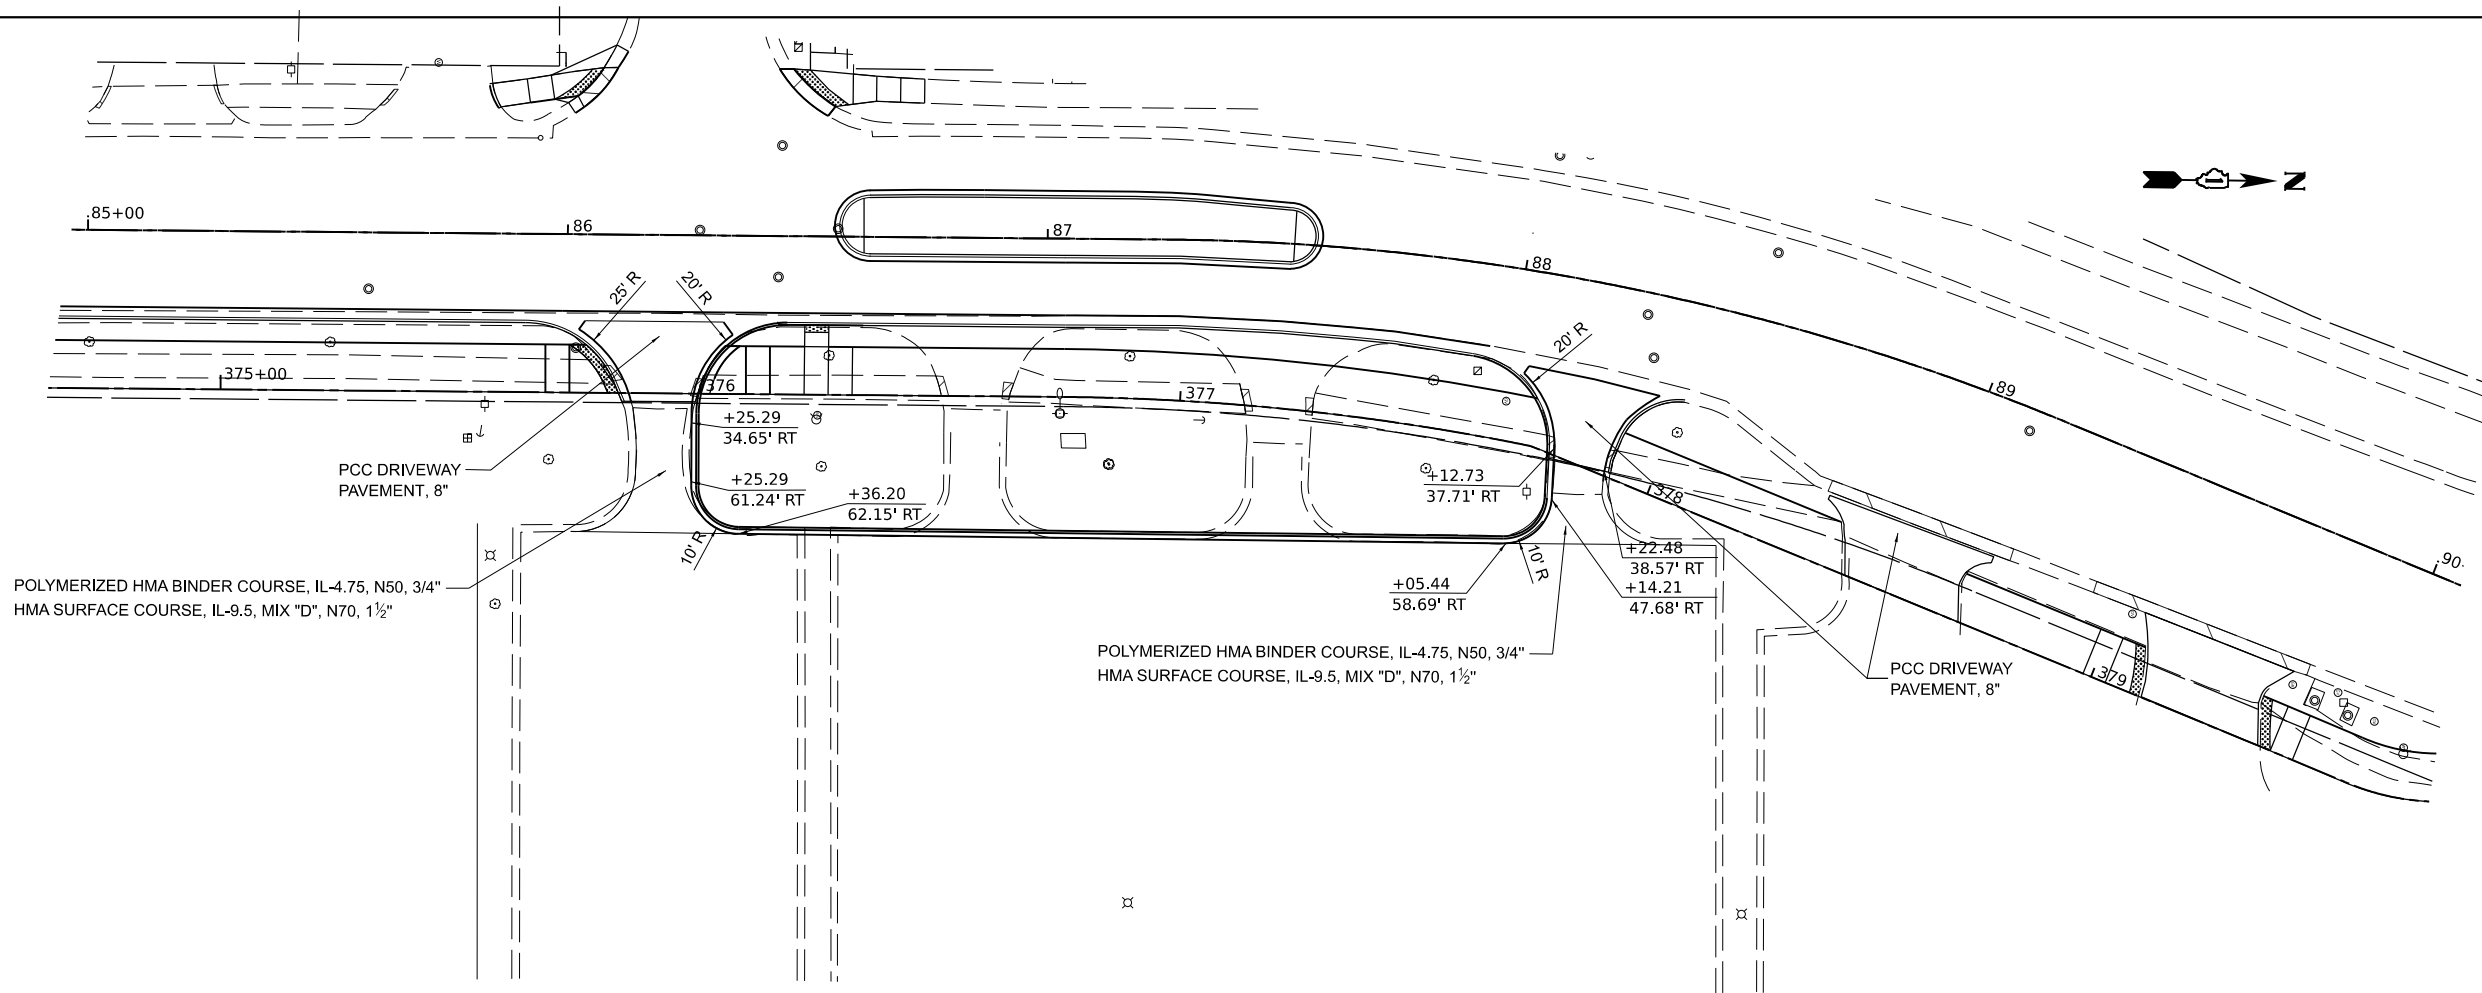 85+00
86
87
88
89
90
N
25' R
20' R
20' R
375+00
376
377
378
379
+25.29
34.65' RT
+25.29
61.24' RT
+36.20
62.15' RT
10' R
+12.73
37.71' RT
10' R
+22.48
38.57' RT
+14.21
47.68' RT
+05.44
58.69' RT
PCC DRIVEWAY
PAVEMENT, 8"
POLYMERIZED HMA BINDER COURSE, IL-4.75, N50, 3/4"
HMA SURFACE COURSE, IL-9.5, MIX "D", N70, 1½"
POLYMERIZED HMA BINDER COURSE, IL-4.75, N50, 3/4"
HMA SURFACE COURSE, IL-9.5, MIX "D", N70, 1½"
PCC DRIVEWAY
PAVEMENT, 8"